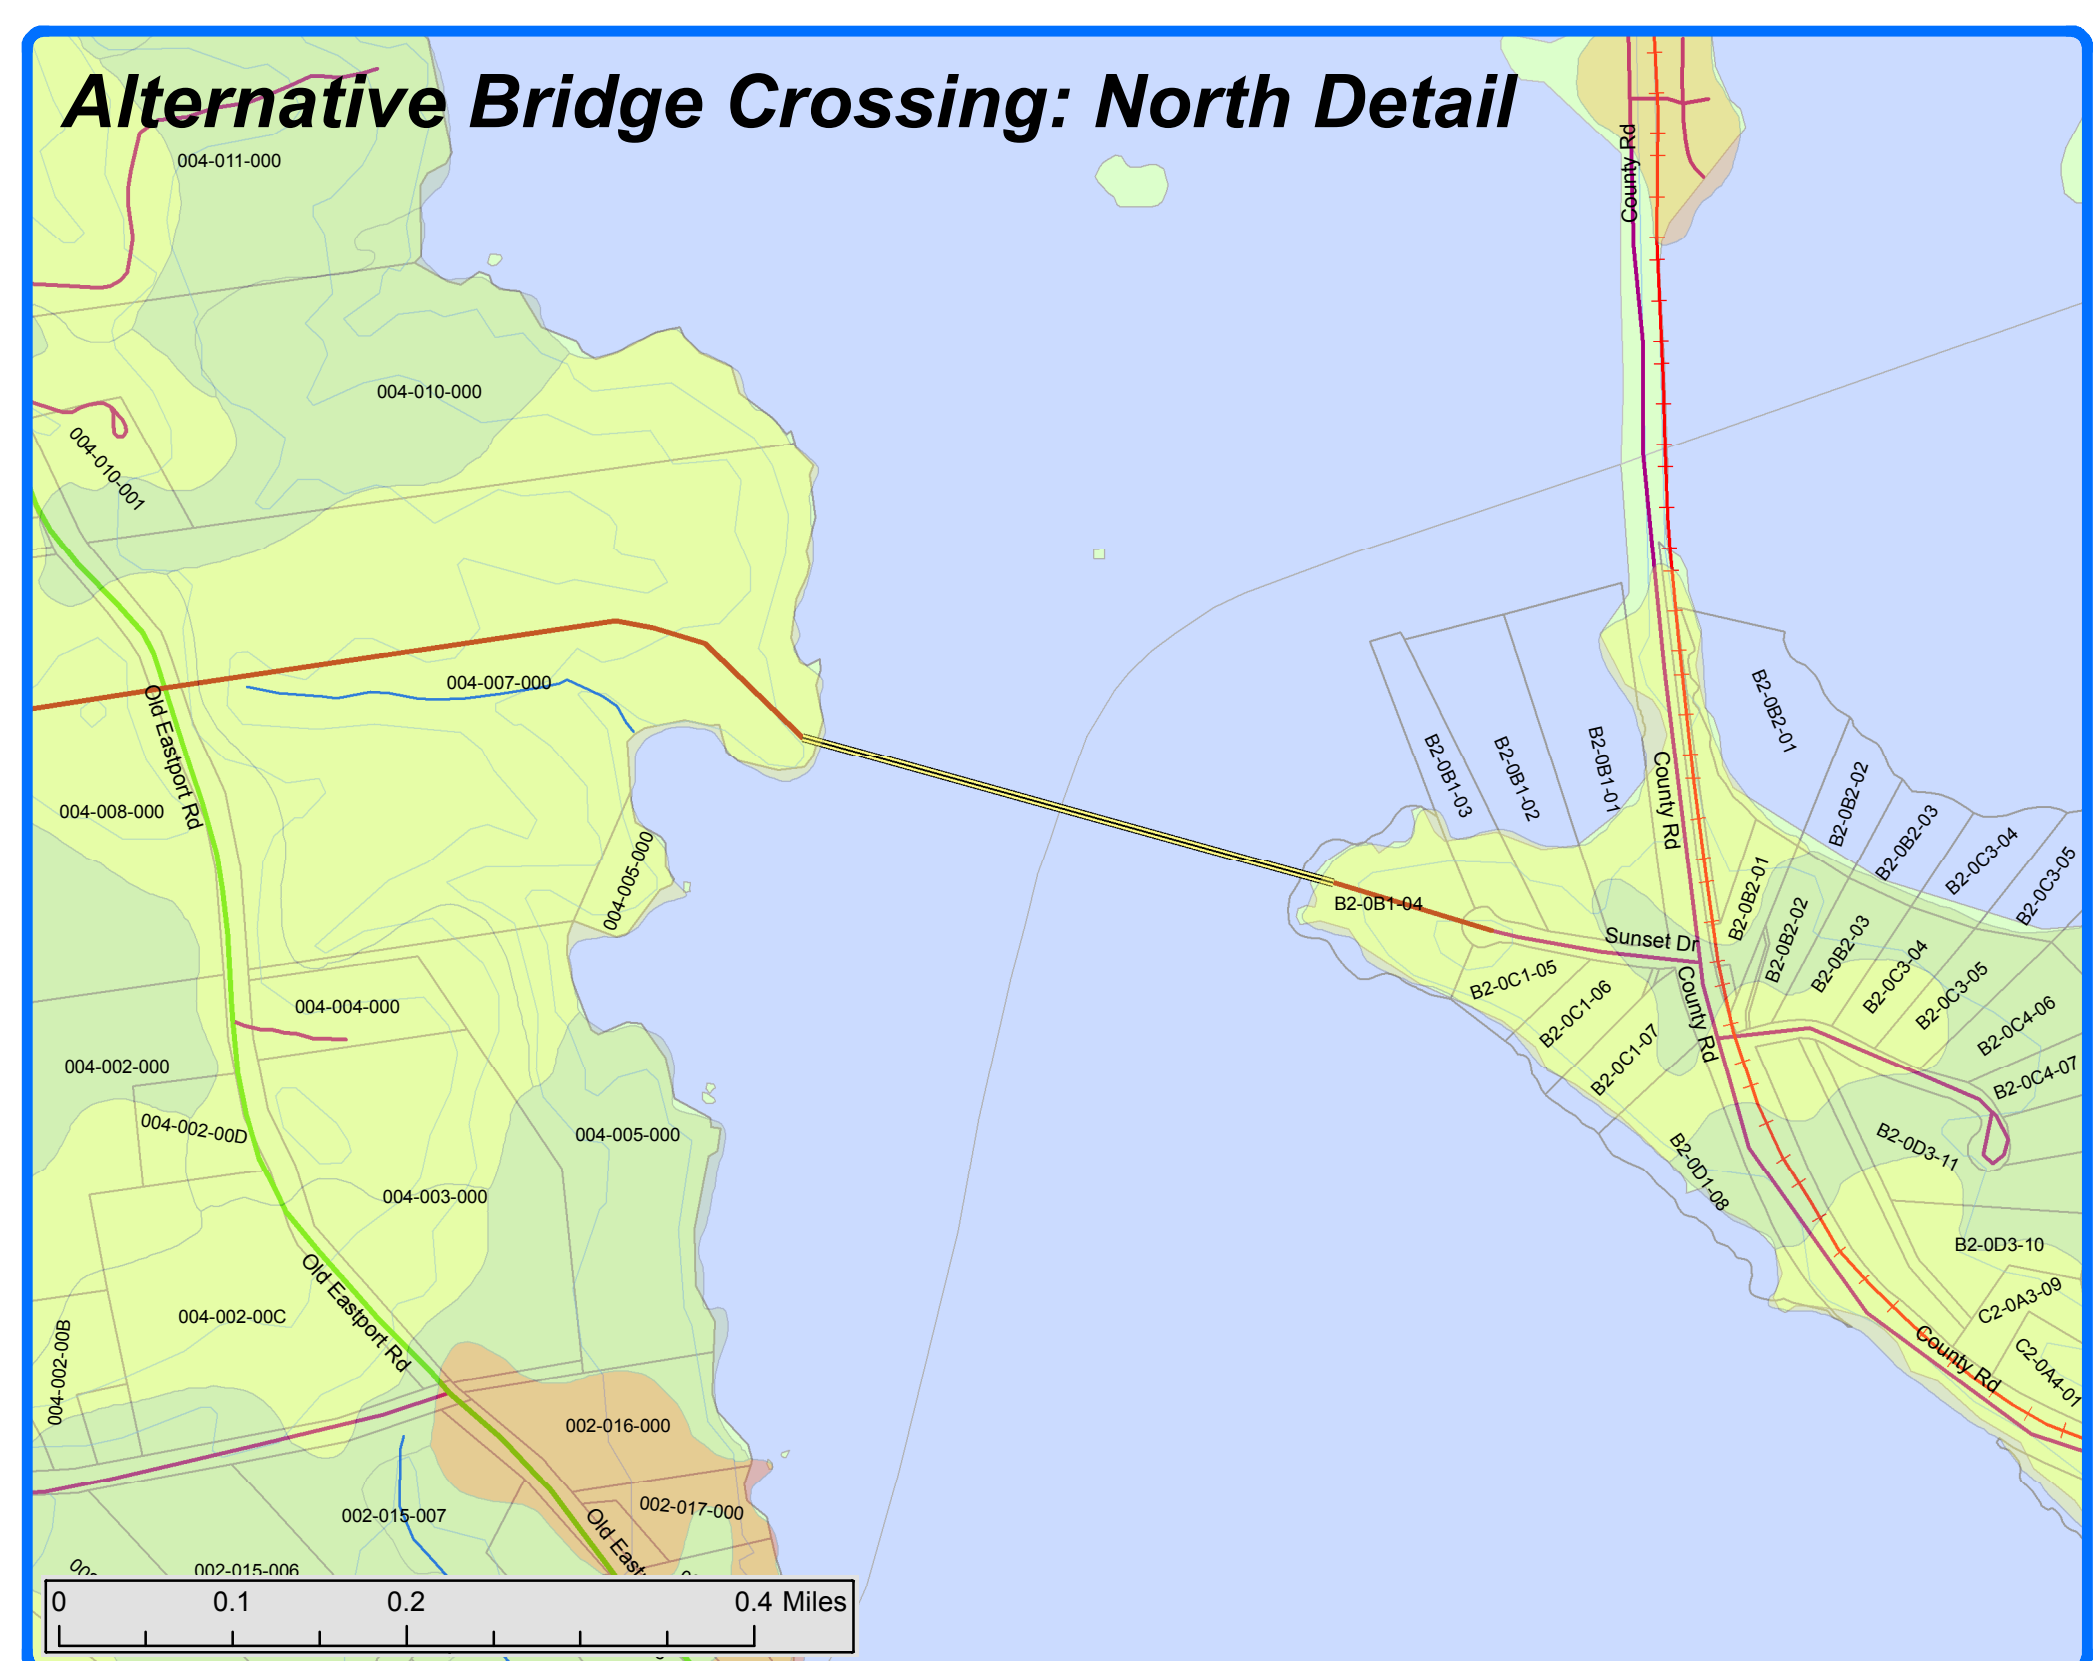 Alternative Bridge Crossing: North Detail
004-011-000
County Rd
004-010-000
004-010-001
004-007-000
Old Eastport Rd
004-008-000
004-005-000
B2-0B1-03
B2-0B1-02
B2-0B1-01
County Rd
B2-0B2-01
B2-0B2-02
B2-0B2-03
B2-0C3-04
B2-0C3-05
B2-0B1-04
Sunset Dr
B2-0B2-01
B2-0B2-02
B2-0B2-03
B2-0C3-04
B2-0C3-05
B2-0C4-06
B2-0C4-07
B2-0C1-05
B2-0C1-06
B2-0C1-07
County Rd
004-004-000
004-002-000
004-002-00D
004-005-000
B2-0D1-08
B2-0D3-11
004-003-000
B2-0D3-10
Old Eastport Rd
C2-0A3-09
004-002-00C
004-002-00B
County Rd
C2-0A4-01
002-016-000
002-017-000
002-015-007
Old East
002-015-006
0 0.1 0.2 0.4 Miles